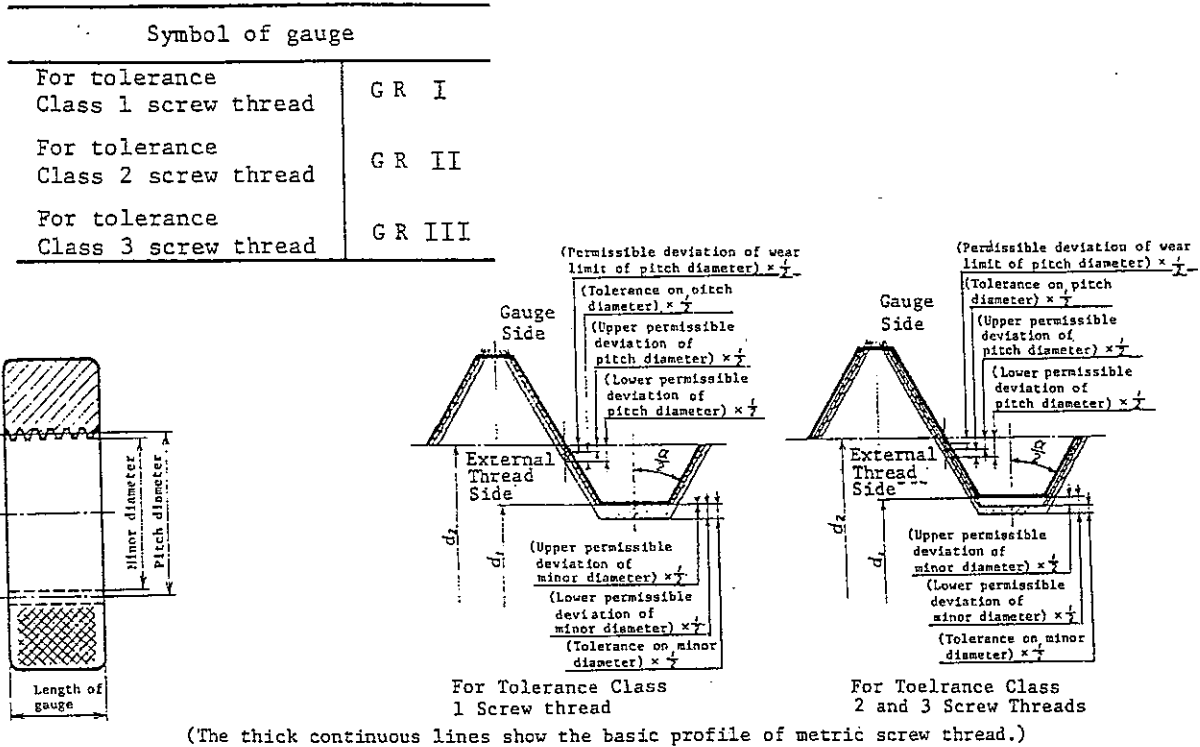 Symbol of gauge
For tolerance
Class 1 screw thread
G R I
For tolerance
Class 2 screw thread
G R II
For tolerance
Class 3 screw thread
G R III
Minor diameter
Pitch diameter
Length of
gauge
(Permissible deviation of wear
limit of pitch diameter) × 1/2
(Tolerance on pitch
diameter) × 1/2
Gauge
Side
(Upper permissible
deviation of
pitch diameter) × 1/2
(Lower permissible
deviation of
pitch diameter) × 1/2
External
Thread
Side
α/2
d2
d1
(Upper permissible
deviation of
minor diameter) × 1/2
(Lower permissible
deviation of
minor diameter) × 1/2
(Tolerance on minor
diameter) × 1/2
For Tolerance Class
1 Screw thread
(Permissible deviation of wear
limit of pitch diameter) × 1/2
(Tolerance on pitch
diameter) × 1/2
Gauge
Side
(Upper permissible
deviation of
pitch diameter) × 1/2
(Lower permissible
deviation of
pitch diameter) × 1/2
External
Thread
Side
α/2
d2
d1
(Upper permissible
deviation of
minor diameter) × 1/2
(Lower permissible
deviation of
minor diameter) × 1/2
(Tolerance on minor
diameter) × 1/2
For Toelrance Class
2 and 3 Screw Threads
(The thick continuous lines show the basic profile of metric screw thread.)